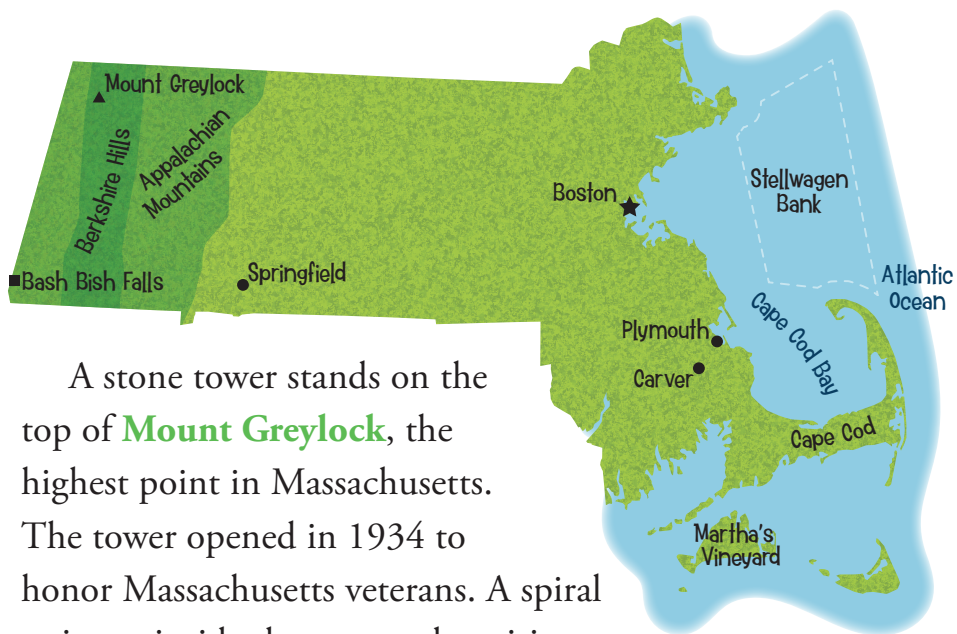 Mount Greylock
Berkshire Hills
Appalachian
Mountains
Bash Bish Falls
Springfield
Boston
Stellwagen
Bank
Atlantic
Ocean
Plymouth
Cape Cod Bay
Carver
Cape Cod
Martha's
Vineyard
A stone tower stands on the
top of Mount Greylock, the
highest point in Massachusetts.
The tower opened in 1934 to
honor Massachusetts veterans. A spiral